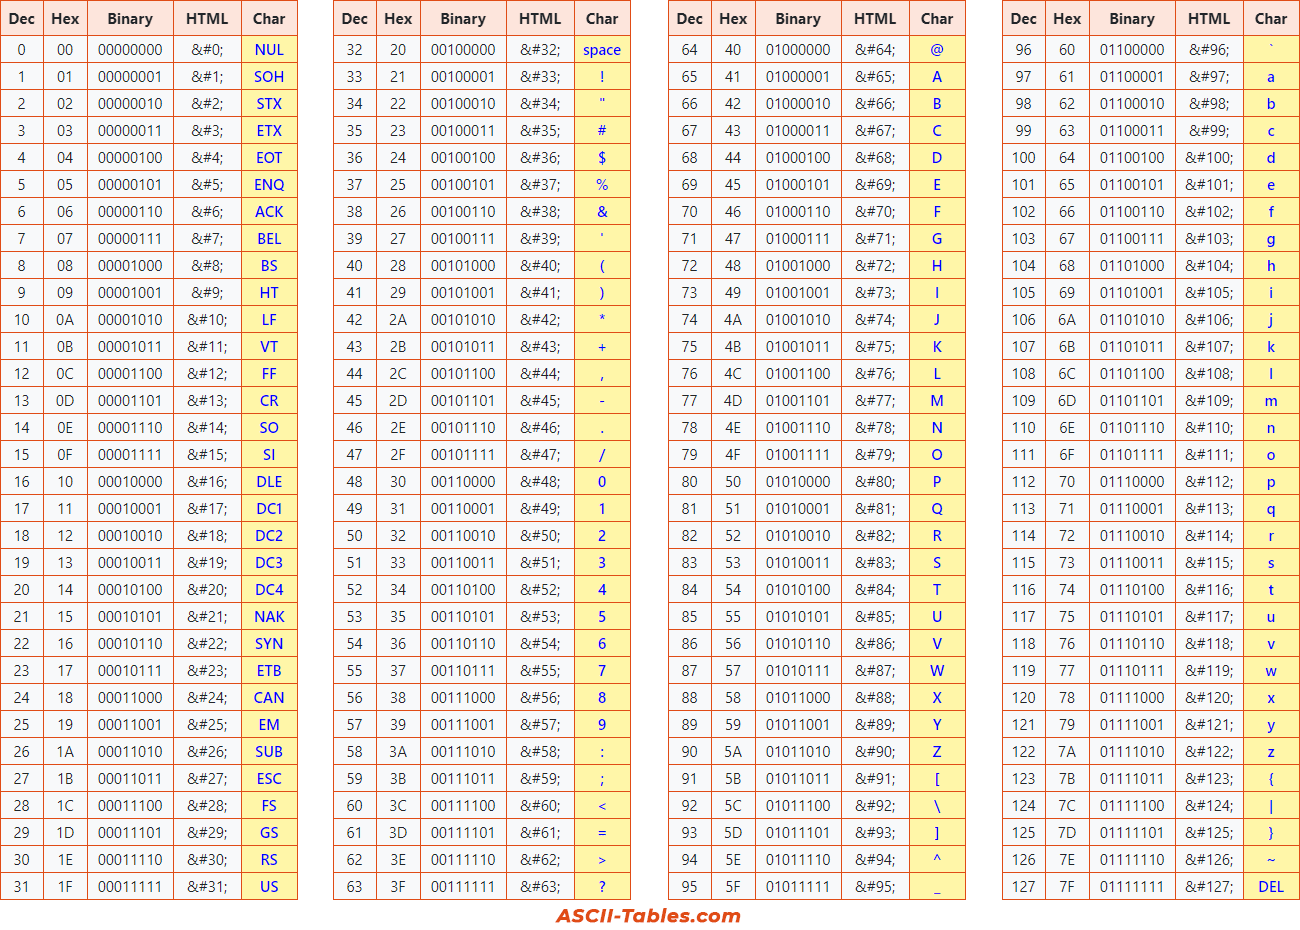 Dec Hex Binary HTML Char Dec Hex Binary HTML Char Dec Hex Binary HTML Char Dec Hex Binary HTML Char
0 00 00000000 &#0; NUL 32 20 00100000 &#32; space 64 40 01000000 &#64; @ 96 60 01100000 &#96; `
1 01 00000001 &#1; SOH 33 21 00100001 &#33; ! 65 41 01000001 &#65; A 97 61 01100001 &#97; a
2 02 00000010 &#2; STX 34 22 00100010 &#34; " 66 42 01000010 &#66; B 98 62 01100010 &#98; b
3 03 00000011 &#3; ETX 35 23 00100011 &#35; # 67 43 01000011 &#67; C 99 63 01100011 &#99; c
4 04 00000100 &#4; EOT 36 24 00100100 &#36; $ 68 44 01000100 &#68; D 100 64 01100100 &#100; d
5 05 00000101 &#5; ENQ 37 25 00100101 &#37; % 69 45 01000101 &#69; E 101 65 01100101 &#101; e
6 06 00000110 &#6; ACK 38 26 00100110 &#38; & 70 46 01000110 &#70; F 102 66 01100110 &#102; f
7 07 00000111 &#7; BEL 39 27 00100111 &#39; ' 71 47 01000111 &#71; G 103 67 01100111 &#103; g
8 08 00001000 &#8; BS 40 28 00101000 &#40; ( 72 48 01001000 &#72; H 104 68 01101000 &#104; h
9 09 00001001 &#9; HT 41 29 00101001 &#41; ) 73 49 01001001 &#73; I 105 69 01101001 &#105; i
10 0A 00001010 &#10; LF 42 2A 00101010 &#42; * 74 4A 01001010 &#74; J 106 6A 01101010 &#106; j
11 0B 00001011 &#11; VT 43 2B 00101011 &#43; + 75 4B 01001011 &#75; K 107 6B 01101011 &#107; k
12 0C 00001100 &#12; FF 44 2C 00101100 &#44; , 76 4C 01001100 &#76; L 108 6C 01101100 &#108; l
13 0D 00001101 &#13; CR 45 2D 00101101 &#45; - 77 4D 01001101 &#77; M 109 6D 01101101 &#109; m
14 0E 00001110 &#14; SO 46 2E 00101110 &#46; . 78 4E 01001110 &#78; N 110 6E 01101110 &#110; n
15 0F 00001111 &#15; SI 47 2F 00101111 &#47; / 79 4F 01001111 &#79; O 111 6F 01101111 &#111; o
16 10 00010000 &#16; DLE 48 30 00110000 &#48; 0 80 50 01010000 &#80; P 112 70 01110000 &#112; p
17 11 00010001 &#17; DC1 49 31 00110001 &#49; 1 81 51 01010001 &#81; Q 113 71 01110001 &#113; q
18 12 00010010 &#18; DC2 50 32 00110010 &#50; 2 82 52 01010010 &#82; R 114 72 01110010 &#114; r
19 13 00010011 &#19; DC3 51 33 00110011 &#51; 3 83 53 01010011 &#83; S 115 73 01110011 &#115; s
20 14 00010100 &#20; DC4 52 34 00110100 &#52; 4 84 54 01010100 &#84; T 116 74 01110100 &#116; t
21 15 00010101 &#21; NAK 53 35 00110101 &#53; 5 85 55 01010101 &#85; U 117 75 01110101 &#117; u
22 16 00010110 &#22; SYN 54 36 00110110 &#54; 6 86 56 01010110 &#86; V 118 76 01110110 &#118; v
23 17 00010111 &#23; ETB 55 37 00110111 &#55; 7 87 57 01010111 &#87; W 119 77 01110111 &#119; w
24 18 00011000 &#24; CAN 56 38 00111000 &#56; 8 88 58 01011000 &#88; X 120 78 01111000 &#120; x
25 19 00011001 &#25; EM 57 39 00111001 &#57; 9 89 59 01011001 &#89; Y 121 79 01111001 &#121; y
26 1A 00011010 &#26; SUB 58 3A 00111010 &#58; : 90 5A 01011010 &#90; Z 122 7A 01111010 &#122; z
27 1B 00011011 &#27; ESC 59 3B 00111011 &#59; ; 91 5B 01011011 &#91; [ 123 7B 01111011 &#123; {
28 1C 00011100 &#28; FS 60 3C 00111100 &#60; < 92 5C 01011100 &#92; \ 124 7C 01111100 &#124; |
29 1D 00011101 &#29; GS 61 3D 00111101 &#61; = 93 5D 01011101 &#93; ] 125 7D 01111101 &#125; }
30 1E 00011110 &#30; RS 62 3E 00111110 &#62; > 94 5E 01011110 &#94; ^ 126 7E 01111110 &#126; ~
31 1F 00011111 &#31; US 63 3F 00111111 &#63; ? 95 5F 01011111 &#95; _ 127 7F 01111111 &#127; DEL
ASCII-Tables.com